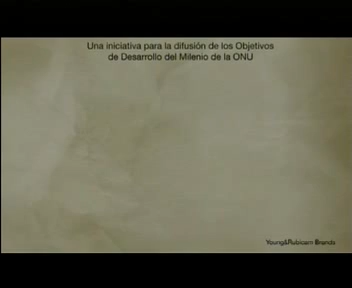 Una iniciativa para la difusión de los Objetivos
de Desarrollo del Milenio de la ONU
Young&Rubicam Brands